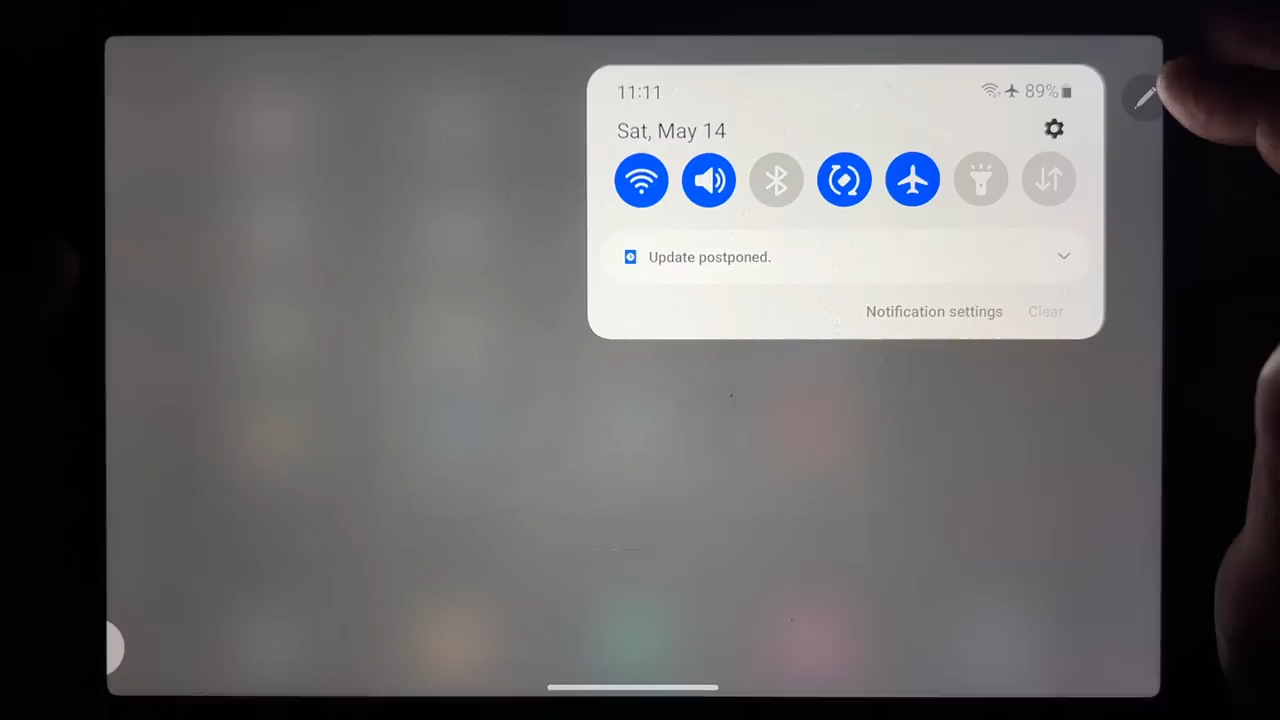 11:11
89%
Sat, May 14
Update postponed.
Notification settings
Clear